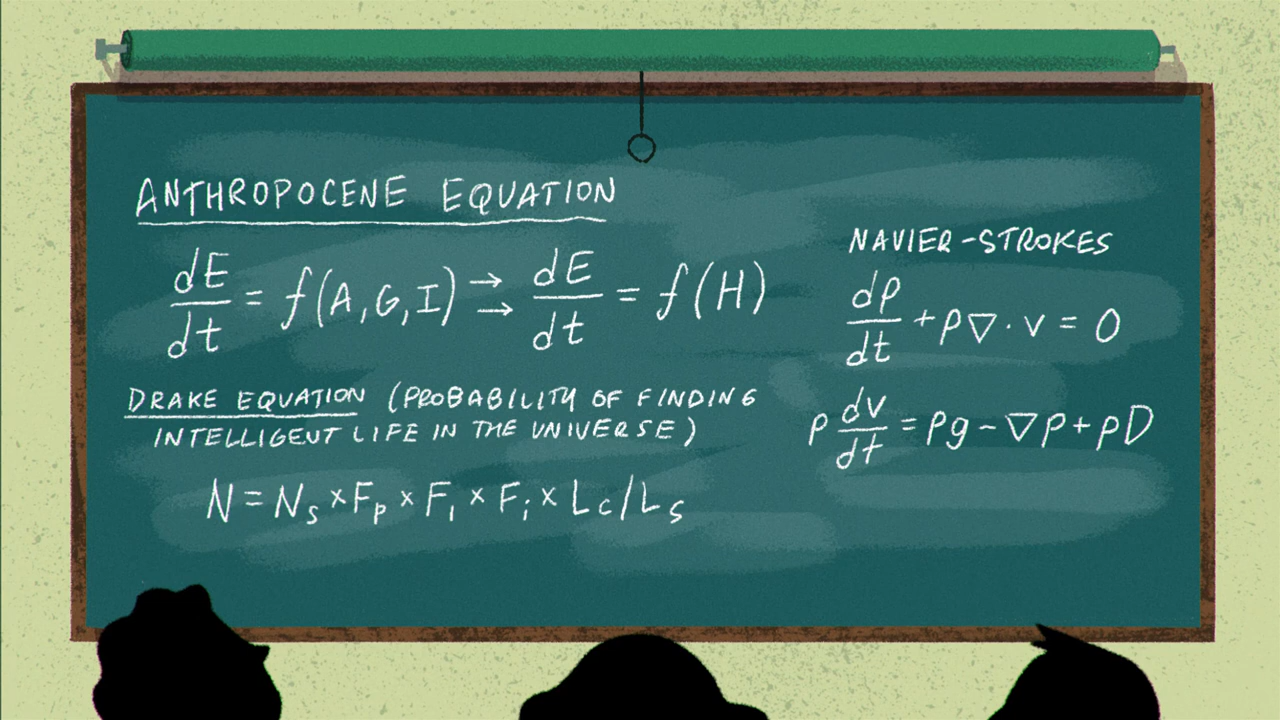 ANTHROPOCENE EQUATION
dE/dt = f(A,G,I) →→ dE/dt = f(H)
DRAKE EQUATION (PROBABILITY OF FINDING
INTELLIGENT LIFE IN THE UNIVERSE)
N = Ns × Fp × Fı × Fi × Lc/Ls
NAVIER-STROKES
dρ/dt + ρ∇·v = 0
ρ dv/dt = ρg - ∇p + ρD